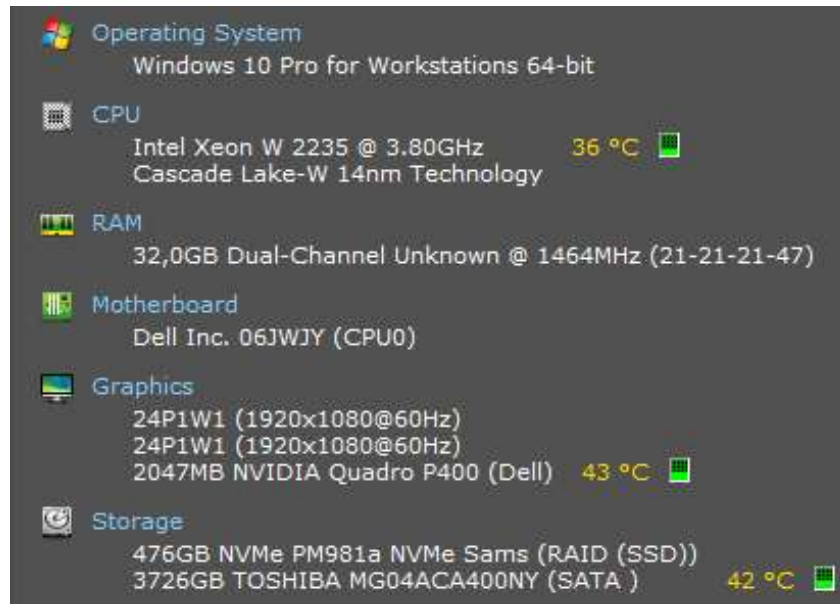 Operating System
Windows 10 Pro for Workstations 64-bit
CPU
Intel Xeon W 2235 @ 3.80GHz 36 °C
Cascade Lake-W 14nm Technology
RAM
32,0GB Dual-Channel Unknown @ 1464MHz (21-21-21-47)
Motherboard
Dell Inc. 06JWJY (CPU0)
Graphics
24P1W1 (1920x1080@60Hz)
24P1W1 (1920x1080@60Hz)
2047MB NVIDIA Quadro P400 (Dell) 43 °C
Storage
476GB NVMe PM981a NVMe Sams (RAID (SSD))
3726GB TOSHIBA MG04ACA400NY (SATA ) 42 °C